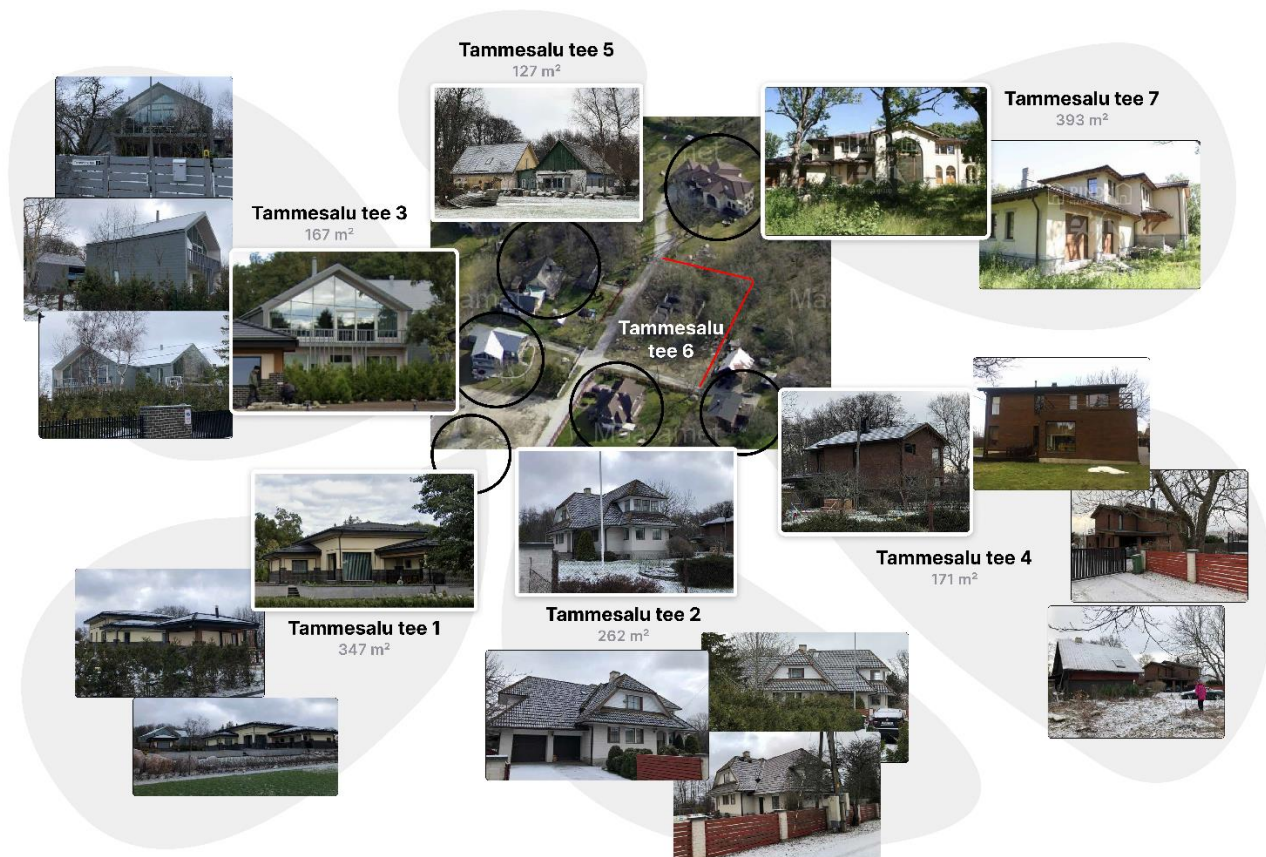 Tammesalu tee 5
127 m²
Tammesalu tee 7
393 m²
Tammesalu tee 3
167 m²
Tammesalu
tee 6
Tammesalu tee 4
171 m²
Tammesalu tee 2
262 m²
Tammesalu tee 1
347 m²